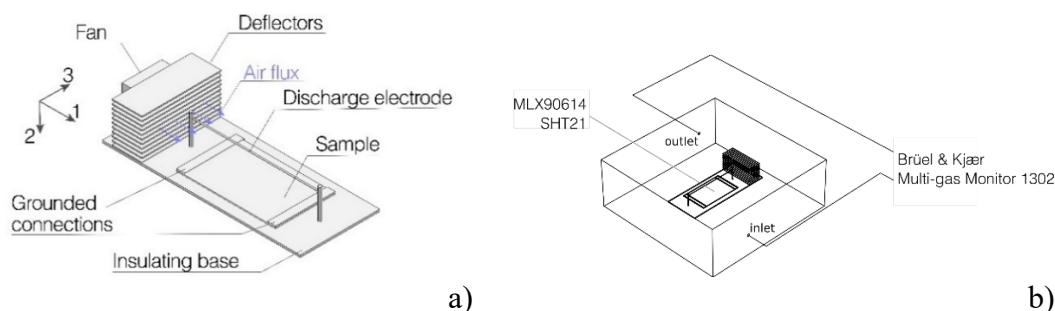 Fan
Deflectors
3
1
2
Air flux
Discharge electrode
Sample
Grounded
connections
Insulating base
a)
MLX90614
SHT21
outlet
Brüel & Kjær
Multi-gas Monitor 1302
inlet
b)